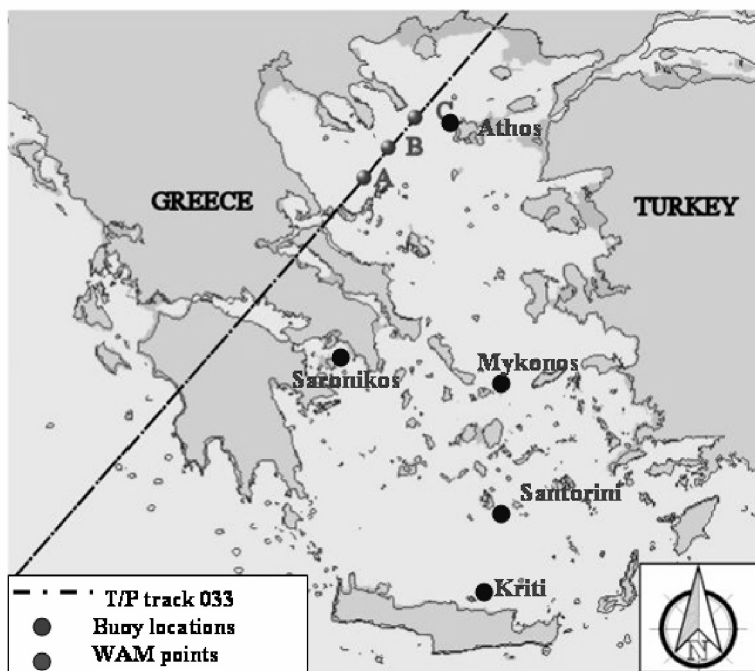 C
Athos
B
A
GREECE
TURKEY
Saronikos
Mykonos
Santorini
Kriti
T/P track 033
Buoy locations
WAM points
N